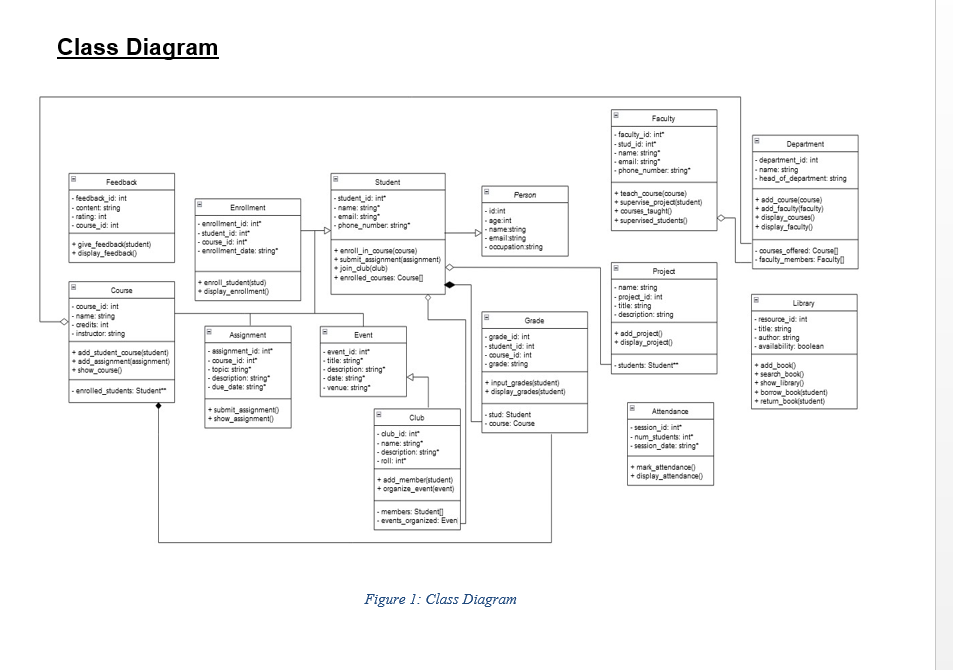 Class Diagram
Faculty
- faculty_id: int*
- stud_id: int*
- name: string*
- email: string*
- phone_number: string*
+ teach_course(course)
+ supervise_project(student)
+ courses_taught()
+ supervised_students()
Department
- department_id: int
- name: string
- head_of_department: string
+ add_course(course)
+ add_faculty(faculty)
+ display_courses()
+ display_faculty()
- courses_offered: Course[]
- faculty_members: Faculty[]
Feedback
- feedback_id: int
- content: string
- rating: int
- course_id: int
+ give_feedback(student)
+ display_feedback()
Enrollment
- enrollment_id: int*
- student_id: int*
- course_id: int*
- enrollment_date: string*
+ enroll_student(stud)
+ display_enrollment()
Student
- student_id: int*
- name: string*
- email: string*
- phone_number: string*
+ enroll_in_course(course)
+ submit_assignment(assignment)
+ join_club(club)
+ enrolled_courses: Course[]
Person
- id:int
- age:int
- name:string
- email:string
- occupation:string
Project
- name: string
- project_id: int
- title: string
- description: string
+ add_project()
+ display_project()
- students: Student**
Course
- course_id: int
- name: string
- credits: int
- instructor: string
+ add_student_course(student)
+ add_assignment(assignment)
+ show_course()
- enrolled_students: Student**
Assignment
- assignment_id: int*
- course_id: int*
- topic: string*
- description: string*
- due_date: string*
+ submit_assignment()
+ show_assignment()
Event
- event_id: int*
- title: string*
- description: string*
- date: string*
- venue: string*
Grade
- grade_id: int
- student_id: int
- course_id: int
- grade: string
+ input_grades(student)
+ display_grades(student)
- stud: Student
- course: Course
Library
- resource_id: int
- title: string
- author: string
- availability: boolean
+ add_book()
+ search_book()
+ show_library()
+ borrow_book(student)
+ return_book(student)
Club
- club_id: int*
- name: string*
- description: string*
- roll: int*
+ add_member(student)
+ organize_event(event)
- members: Student[]
- events_organized: Even
Attendance
- session_id: int*
- num_students: int*
- session_date: string*
+ mark_attendance()
+ display_attendance()
Figure 1: Class Diagram